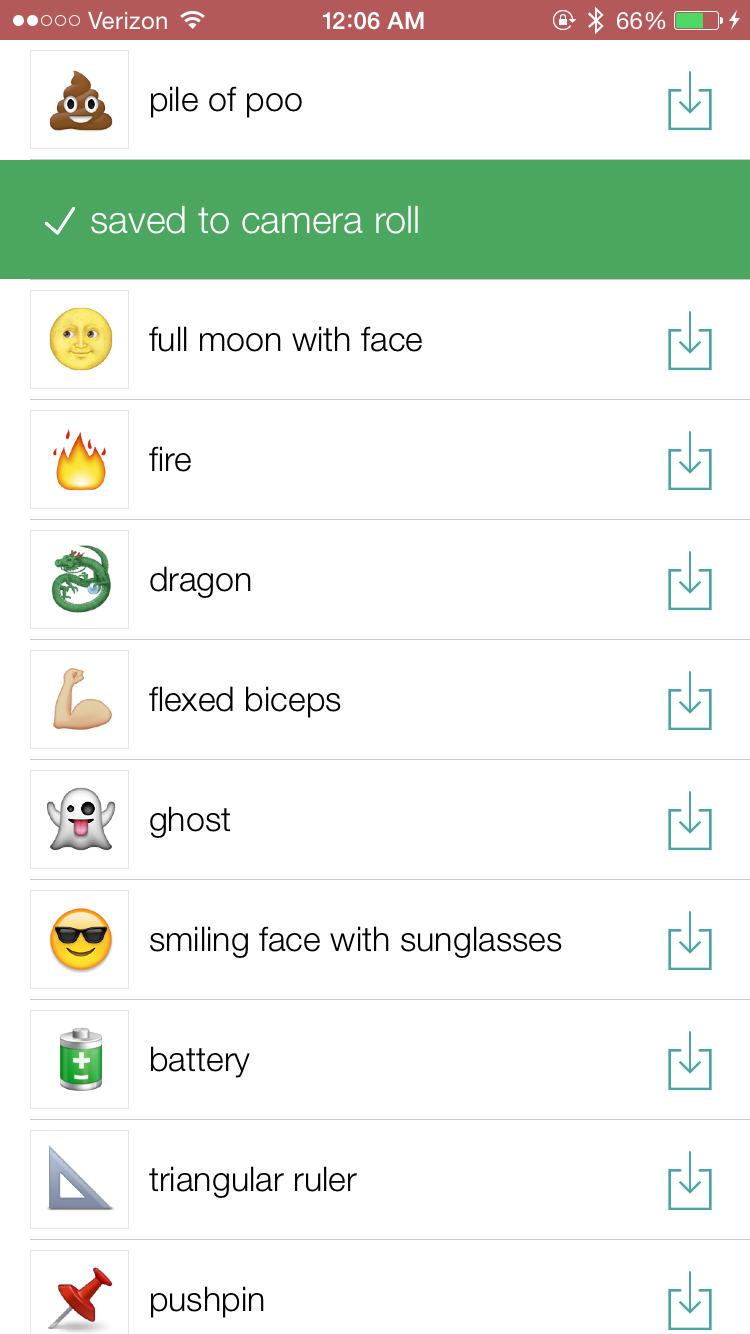 Verizon 12:06 AM 66%
pile of poo
saved to camera roll
full moon with face
fire
dragon
flexed biceps
ghost
smiling face with sunglasses
battery
triangular ruler
pushpin